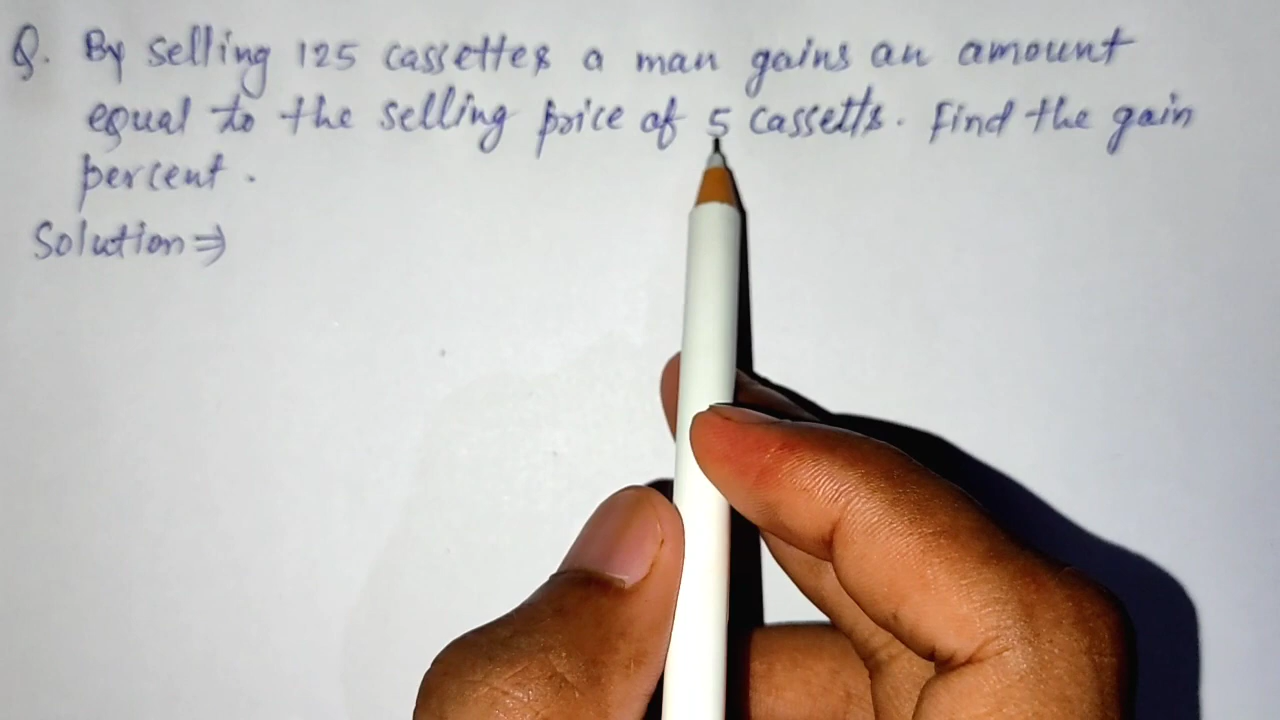 Q. By selling 125 cassettes a man gains an amount
equal to the selling price of 5 cassetts. Find the gain
percent.
Solution⇒